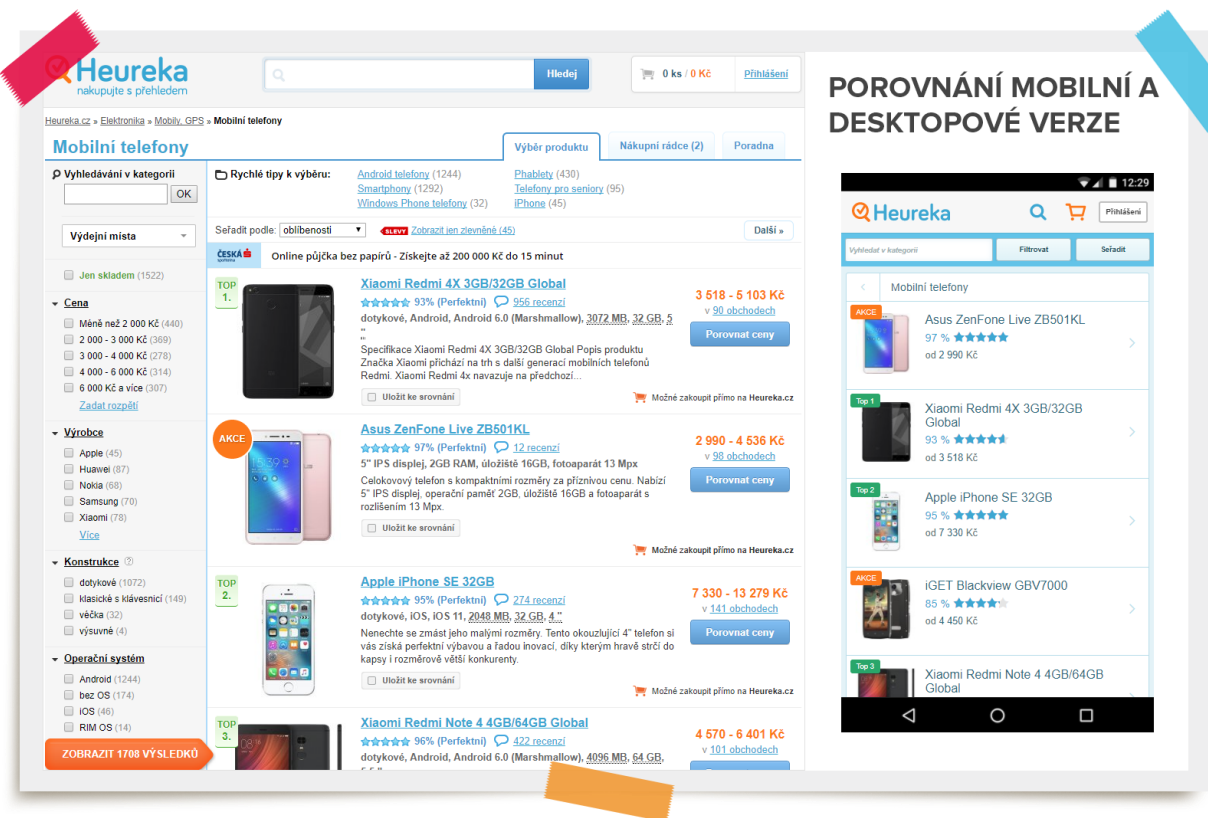 Heureka
nakupujte s přehledem
Hledej
0 ks / 0 Kč
Přihlášení
Heureka.cz » Elektronika » Mobily, GPS » Mobilní telefony
Mobilní telefony
Výběr produktu
Nákupní rádce (2)
Poradna
Vyhledávání v kategorii
OK
Výdejní místa
Jen skladem (1522)
Cena
Méně než 2 000 Kč (440)
2 000 - 3 000 Kč (369)
3 000 - 4 000 Kč (278)
4 000 - 6 000 Kč (314)
6 000 Kč a více (307)
Zadat rozpětí
Výrobce
Apple (45)
Huawei (87)
Nokia (68)
Samsung (70)
Xiaomi (78)
Více
Konstrukce ?
dotykové (1072)
klasické s klávesnicí (149)
véčka (32)
výsuvné (4)
Operační systém
Android (1244)
bez OS (174)
iOS (46)
RIM OS (14)
ZOBRAZIT 1708 VÝSLEDKŮ
Rychlé tipy k výběru:
Android telefony (1244)
Phablety (430)
Smartphony (1292)
Telefony pro seniory (95)
Windows Phone telefony (32)
iPhone (45)
Seřadit podle: oblíbenosti
SLEVY Zobrazit jen zlevněné (45)
Další »
ČESKÁ
spořitelna
Online půjčka bez papírů - Získejte až 200 000 Kč do 15 minut
TOP
1.
Xiaomi Redmi 4X 3GB/32GB Global
93% (Perfektní) 956 recenzí
dotykové, Android, Android 6.0 (Marshmallow), 3072 MB, 32 GB, 5
"
Specifikace Xiaomi Redmi 4X 3GB/32GB Global Popis produktu
Značka Xiaomi přichází na trh s další generací mobilních telefonů
Redmi. Xiaomi Redmi 4x navazuje na předchozí...
Uložit ke srovnání
3 518 - 5 103 Kč
v 90 obchodech
Porovnat ceny
Možné zakoupit přímo na Heureka.cz
AKCE
Asus ZenFone Live ZB501KL
97% (Perfektní) 12 recenzí
5" IPS displej, 2GB RAM, úložiště 16GB, fotoaparát 13 Mpx
Celokovový telefon s kompaktními rozměry za příznivou cenu. Nabízí
5" IPS displej, operační paměť 2GB, úložiště 16GB a fotoaparát s
rozlišením 13 Mpx.
Uložit ke srovnání
2 990 - 4 536 Kč
v 98 obchodech
Porovnat ceny
Možné zakoupit přímo na Heureka.cz
TOP
2.
Apple iPhone SE 32GB
95% (Perfektní) 274 recenzí
dotykové, iOS, iOS 11, 2048 MB, 32 GB, 4 "
Nenechte se zmást jeho malými rozměry. Tento okouzlující 4" telefon si
vás získá perfektní výbavou a řadou inovací, díky kterým hravě strčí do
kapsy i rozměrově větší konkurenty.
Uložit ke srovnání
7 330 - 13 279 Kč
v 141 obchodech
Porovnat ceny
Možné zakoupit přímo na Heureka.cz
TOP
3.
Xiaomi Redmi Note 4 4GB/64GB Global
96% (Perfektní) 422 recenzí
dotykové, Android, Android 6.0 (Marshmallow), 4096 MB, 64 GB,
4 570 - 6 401 Kč
v 101 obchodech
POROVNÁNÍ MOBILNÍ A
DESKTOPOVÉ VERZE
12:29
Heureka
Přihlášení
Vyhledat v kategorii
Filtrovat
Seřadit
Mobilní telefony
AKCE
Asus ZenFone Live ZB501KL
97 %
od 2 990 Kč
Top 1
Xiaomi Redmi 4X 3GB/32GB
Global
93 %
od 3 518 Kč
Top 2
Apple iPhone SE 32GB
95 %
od 7 330 Kč
AKCE
iGET Blackview GBV7000
85 %
od 4 450 Kč
Top 3
Xiaomi Redmi Note 4 4GB/64GB
Global